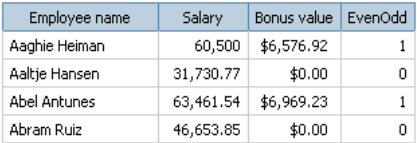 Employee name Salary Bonus value EvenOdd
Aaghie Heiman 60,500 $6,576.92 1
Aaltje Hansen 31,730.77 $0.00 0
Abel Antunes 63,461.54 $6,969.23 1
Abram Ruiz 46,653.85 $0.00 0